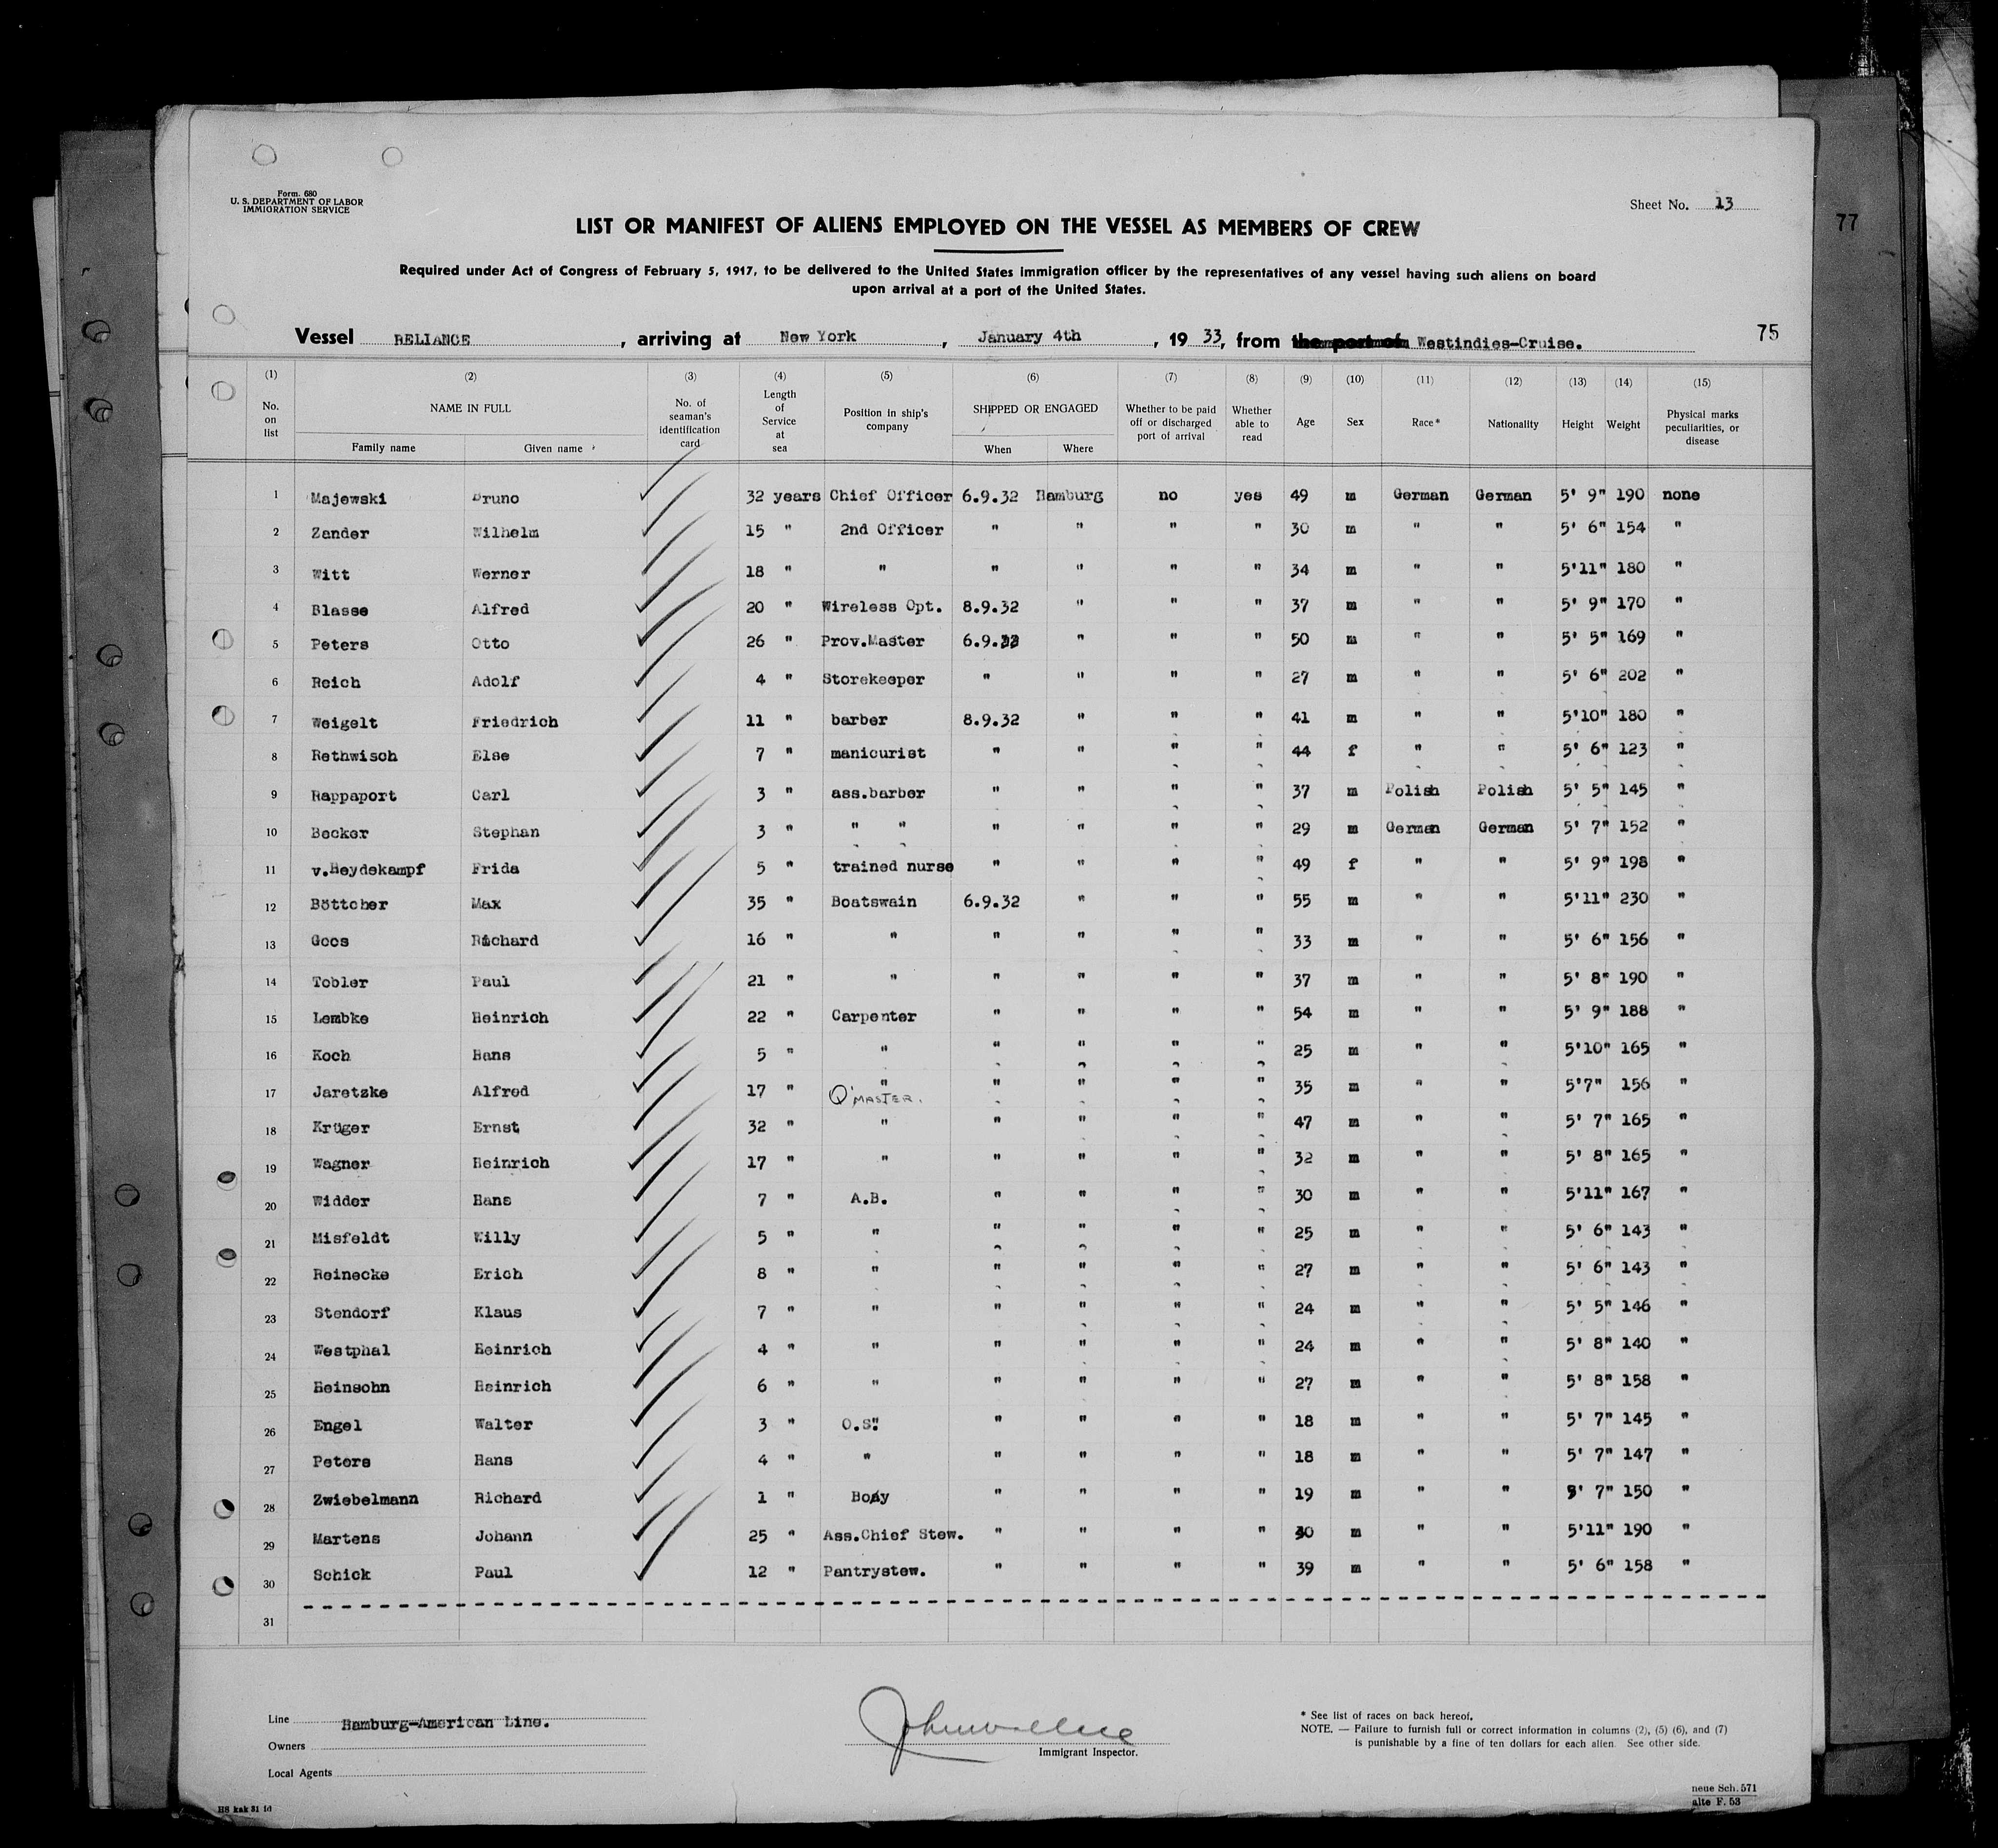 Form. 680
U. S. DEPARTMENT OF LABOR
IMMIGRATION SERVICE
Sheet No. 13
77
LIST OR MANIFEST OF ALIENS EMPLOYED ON THE VESSEL AS MEMBERS OF CREW
Required under Act of Congress of February 5, 1917, to be delivered to the United States Immigration officer by the representatives of any vessel having such aliens on board
upon arrival at a port of the United States.
Vessel RELIANCE, arriving at New York, January 4th, 1933, from the port of Westindies-Cruise. 75
(1) (2) (3) (4) (5) (6) (7) (8) (9) (10) (11) (12) (13) (14) (15)
No. on list NAME IN FULL Family name Given name No. of seaman's identification card Length of Service at sea Position in ship's company SHIPPED OR ENGAGED When Where Whether to be paid off or discharged port of arrival Whether able to read Age Sex Race* Nationality Height Weight Physical marks peculiarities, or disease
1 Majewski Bruno 32 years Chief Officer 6.9.32 Hamburg no yes 49 m German German 5' 9" 190 none
2 Zander Wilhelm 15 " 2nd Officer " " " " 30 m " " 5' 6" 154 "
3 Witt Werner 18 " " " " " " 34 m " " 5'11" 180 "
4 Blasse Alfred 20 " Wireless Opt. 8.9.32 " " " 37 m " " 5' 9" 170 "
5 Peters Otto 26 " Prov.Master 6.9.32 " " " 50 m " " 5' 5" 169 "
6 Reich Adolf 4 " Storekeeper " " " " 27 m " " 5' 6" 202 "
7 Weigelt Friedrich 11 " barber 8.9.32 " " " 41 m " " 5'10" 180 "
8 Rethwisch Else 7 " manicurist " " " " 44 f " " 5' 6" 123 "
9 Rappaport Carl 3 " ass.barber " " " " 37 m Polish Polish 5' 5" 145 "
10 Becker Stephan 3 " " " " " " " 29 m German German 5' 7" 152 "
11 v.Heydekampf Frida 5 " trained nurse " " " " 49 f " " 5' 9" 198 "
12 Böttcher Max 35 " Boatswain 6.9.32 " " " 55 m " " 5'11" 230 "
13 Goos Richard 16 " " " " " " 33 m " " 5' 6" 156 "
14 Tobler Paul 21 " " " " " " 37 m " " 5' 8" 190 "
15 Lembke Heinrich 22 " Carpenter " " " " 54 m " " 5' 9" 188 "
16 Koch Hans 5 " " " " " " 25 m " " 5'10" 165 "
17 Jaretzke Alfred 17 " " Q'MASTER. " " " " 35 m " " 5'7" 156 "
18 Krüger Ernst 32 " " " " " " 47 m " " 5' 7" 165 "
19 Wagner Heinrich 17 " " " " " " 32 m " " 5' 8" 165 "
20 Widder Hans 7 " A.B. " " " " 30 m " " 5'11" 167 "
21 Misfeldt Willy 5 " " " " " " 25 m " " 5' 6" 143 "
22 Reinecke Erich 8 " " " " " " 27 m " " 5' 6" 143 "
23 Stendorf Klaus 7 " " " " " " 24 m " " 5' 5" 146 "
24 Westphal Heinrich 4 " " " " " " 24 m " " 5' 8" 140 "
25 Heinsohn Heinrich 6 " " " " " " 27 m " " 5' 8" 158 "
26 Engel Walter 3 " O.S." " " " " 18 m " " 5' 7" 145 "
27 Peters Hans 4 " " " " " " 18 m " " 5' 7" 147 "
28 Zwiebelmann Richard 1 " Boy " " " " 19 m " " 5' 7" 150 "
29 Martens Johann 25 " Ass.Chief Stew. " " " " 30 m " " 5'11" 190 "
30 Schick Paul 12 " Pantrystew. " " " " 39 m " " 5' 6" 158 "
31
Line Hamburg-American Line.
Owners
Local Agents
Immigrant Inspector.
* See list of races on back hereof.
NOTE. — Failure to furnish full or correct information in columns (2), (5) (6), and (7)
is punishable by a fine of ten dollars for each alien. See other side.
neue Sch. 571
alte F. 53
HS kak 31 1d